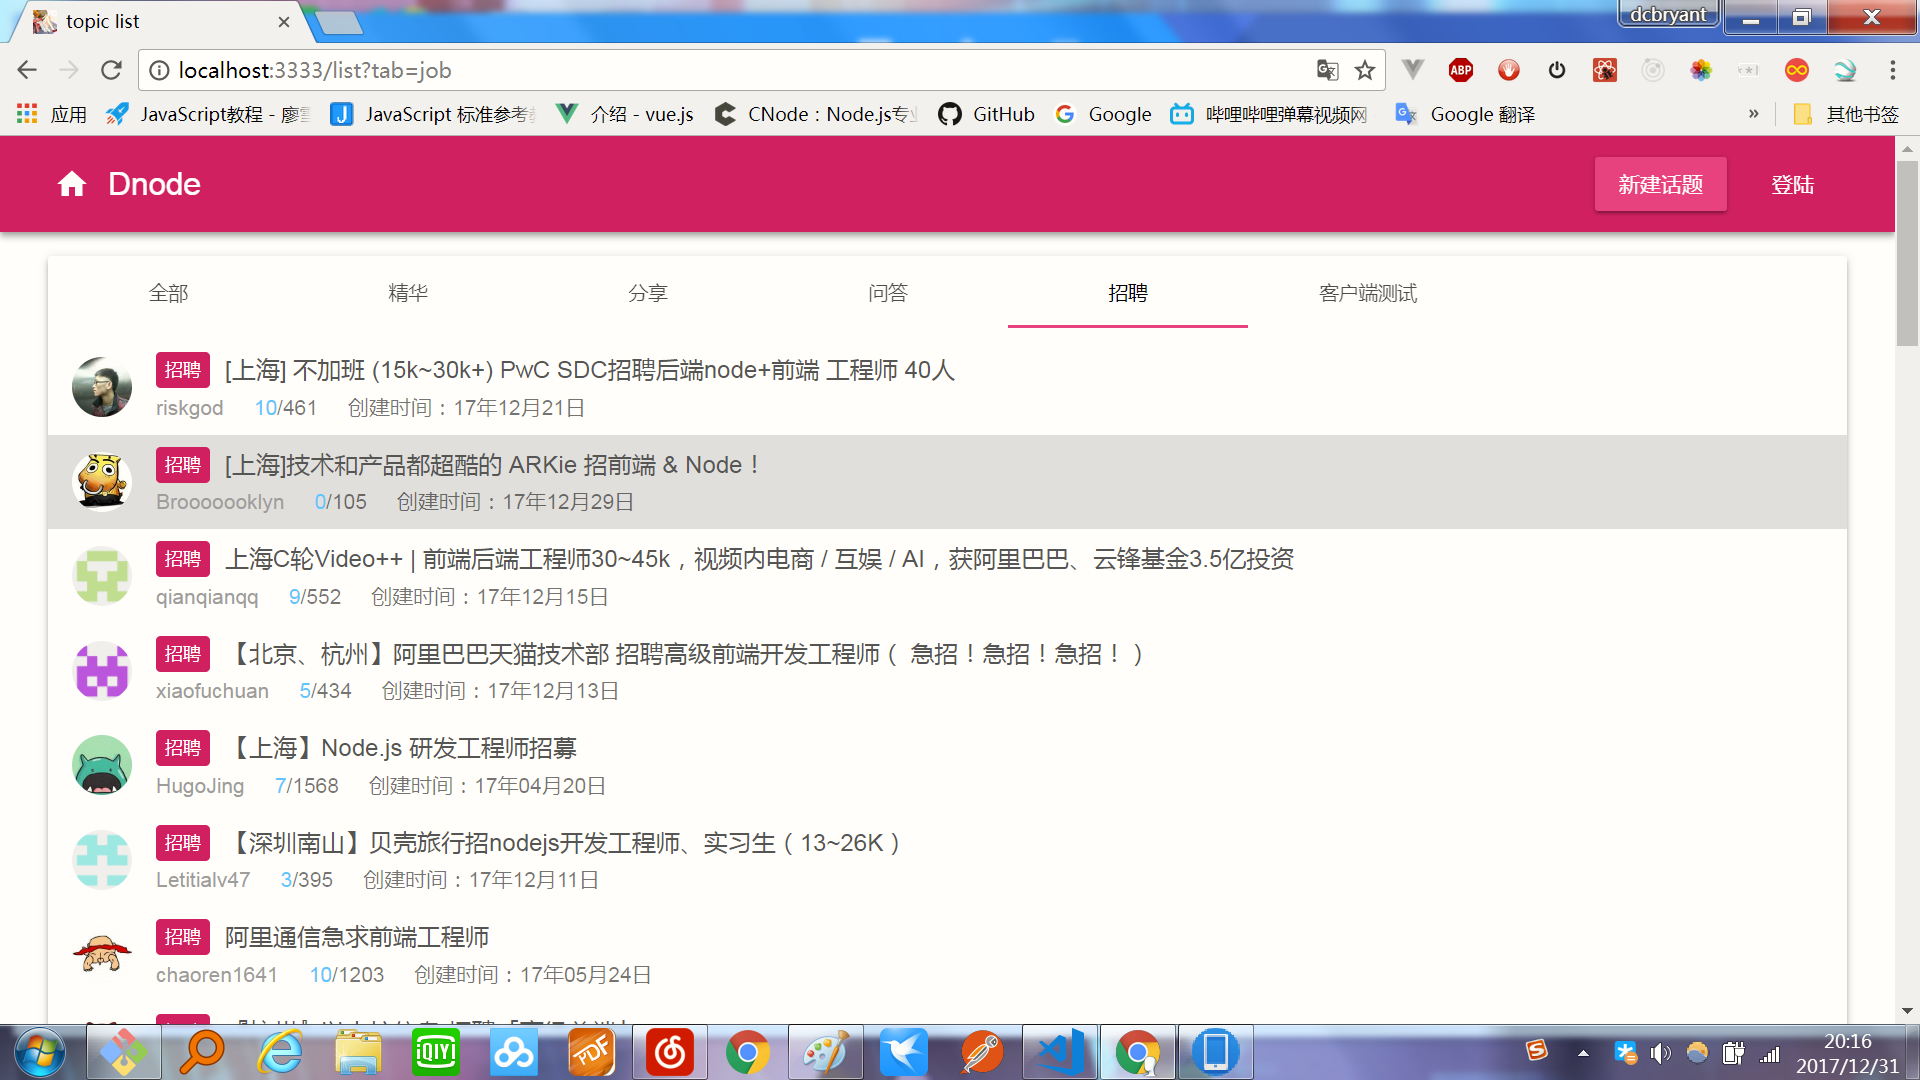 topic list
dcbryant
localhost:3333/list?tab=job
应用
JavaScript教程 - 廖雪
JavaScript 标准参考
介绍 - vue.js
CNode：Node.js专业
GitHub
Google
哔哩哔哩弹幕视频网
Google 翻译
»
其他书签
Dnode
新建话题
登陆
全部
精华
分享
问答
招聘
客户端测试
招聘 [上海] 不加班 (15k~30k+) PwC SDC招聘后端node+前端 工程师 40人
riskgod 10/461 创建时间：17年12月21日
招聘 [上海]技术和产品都超酷的 ARKie 招前端 & Node！
Brooooooklyn 0/105 创建时间：17年12月29日
招聘 上海C轮Video++ | 前端后端工程师30~45k，视频内电商 / 互娱 / AI，获阿里巴巴、云锋基金3.5亿投资
qianqianqq 9/552 创建时间：17年12月15日
招聘 【北京、杭州】阿里巴巴天猫技术部 招聘高级前端开发工程师（ 急招！急招！急招！）
xiaofuchuan 5/434 创建时间：17年12月13日
招聘 【上海】Node.js 研发工程师招募
HugoJing 7/1568 创建时间：17年04月20日
招聘 【深圳南山】贝壳旅行招nodejs开发工程师、实习生（13~26K）
Letitialv47 3/395 创建时间：17年12月11日
招聘 阿里通信急求前端工程师
chaoren1641 10/1203 创建时间：17年05月24日
20:16
2017/12/31
ABP
iQIYI
PDF